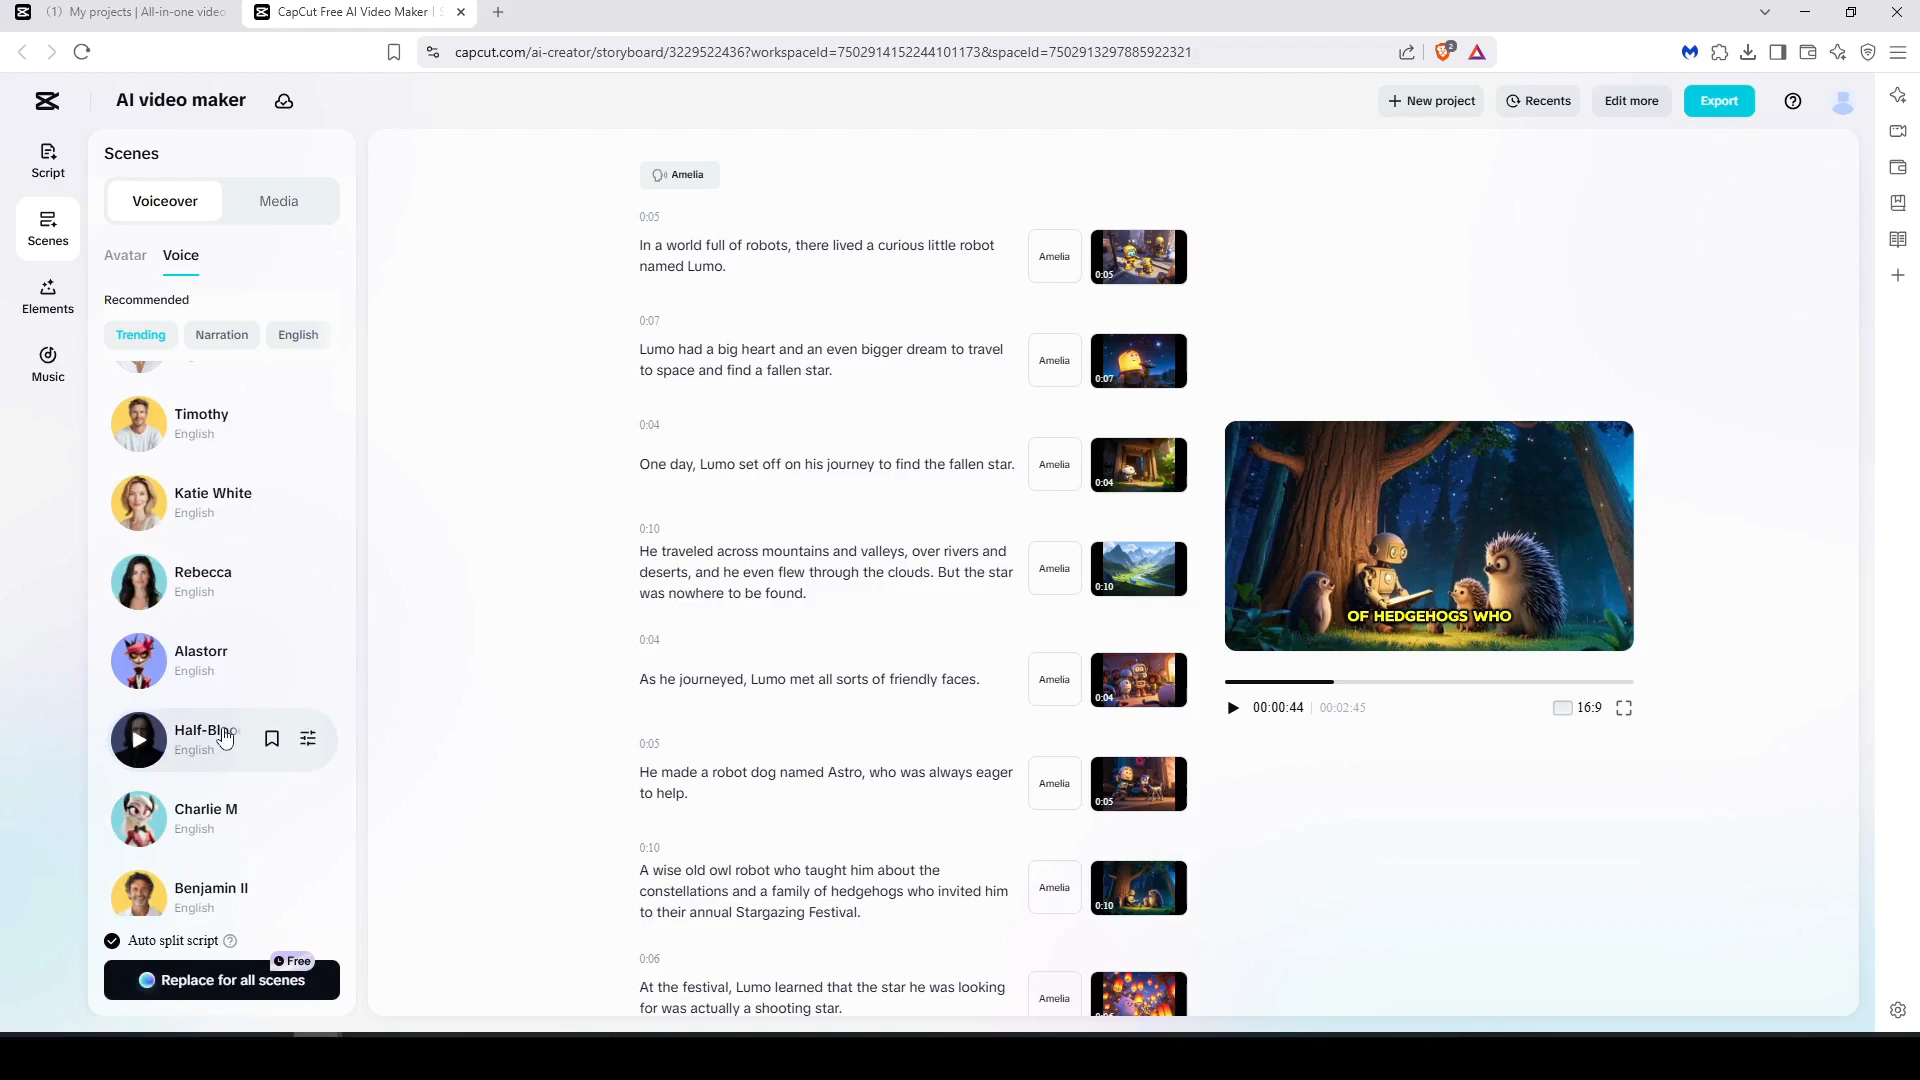 (1) My projects | All-in-one video
CapCut Free AI Video Maker | S
capcut.com/ai-creator/storyboard/3229522436?workspaceId=7502914152244101173&spaceId=7502913297885922321
2
AI video maker
New project
Recents
Edit more
Export
Script
Scenes
Elements
Music
Scenes
Voiceover
Media
Avatar
Voice
Recommended
Trending
Narration
English
Timothy
English
Katie White
English
Rebecca
English
Alastorr
English
Half-Bloo
English
Charlie M
English
Benjamin II
English
Auto split script
Free
Replace for all scenes
Amelia
0:05
In a world full of robots, there lived a curious little robot
named Lumo.
Amelia
0:05
0:07
Lumo had a big heart and an even bigger dream to travel
to space and find a fallen star.
Amelia
0:07
0:04
One day, Lumo set off on his journey to find the fallen star.
Amelia
0:04
0:10
He traveled across mountains and valleys, over rivers and
deserts, and he even flew through the clouds. But the star
was nowhere to be found.
Amelia
0:10
0:04
As he journeyed, Lumo met all sorts of friendly faces.
Amelia
0:04
0:05
He made a robot dog named Astro, who was always eager
to help.
Amelia
0:05
0:10
A wise old owl robot who taught him about the
constellations and a family of hedgehogs who invited him
to their annual Stargazing Festival.
Amelia
0:10
0:06
At the festival, Lumo learned that the star he was looking
for was actually a shooting star.
Amelia
0:06
OF HEDGEHOGS WHO
00:00:44 | 00:02:45
16:9